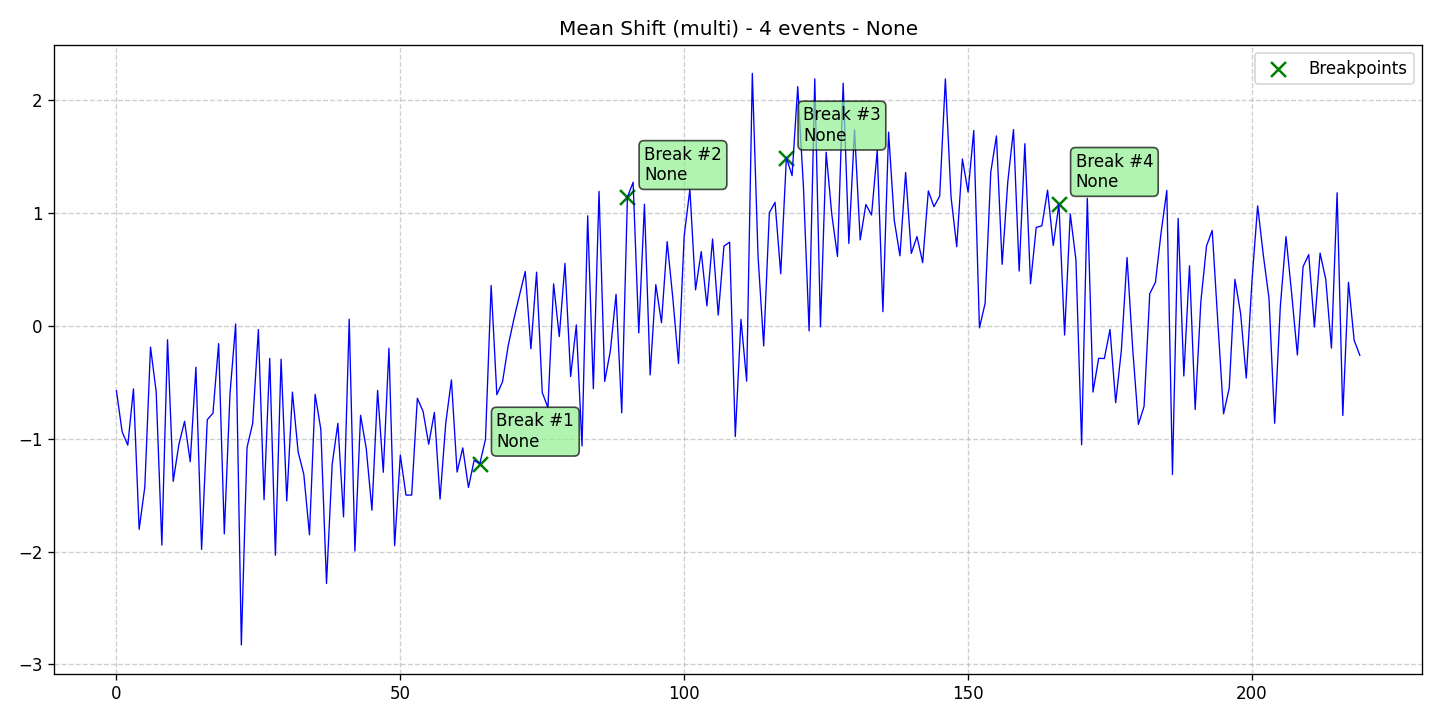 Mean Shift (multi) - 4 events - None
Breakpoints
Break #3
None
Break #2
None
Break #4
None
Break #1
None
2
1
0
−1
−2
−3
0
50
100
150
200